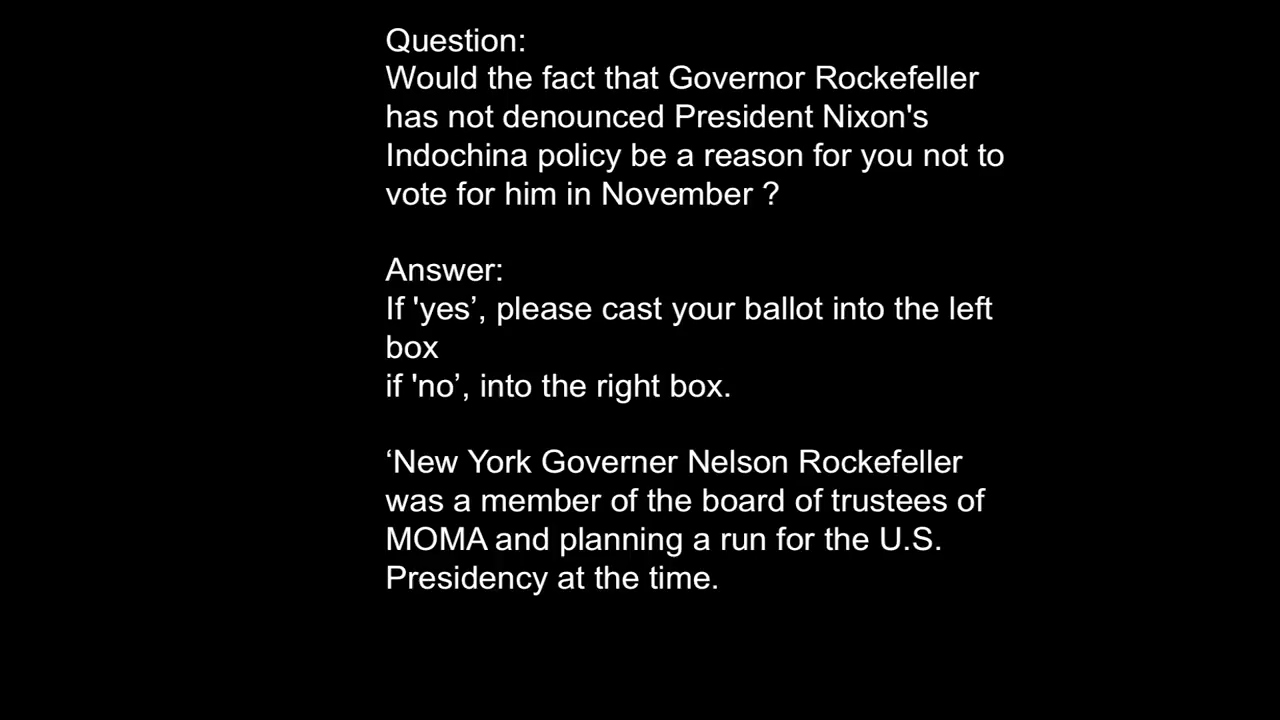 Question:
Would the fact that Governor Rockefeller
has not denounced President Nixon's
Indochina policy be a reason for you not to
vote for him in November ?
Answer:
If 'yes’, please cast your ballot into the left
box
if 'no’, into the right box.
‘New York Governer Nelson Rockefeller
was a member of the board of trustees of
MOMA and planning a run for the U.S.
Presidency at the time.